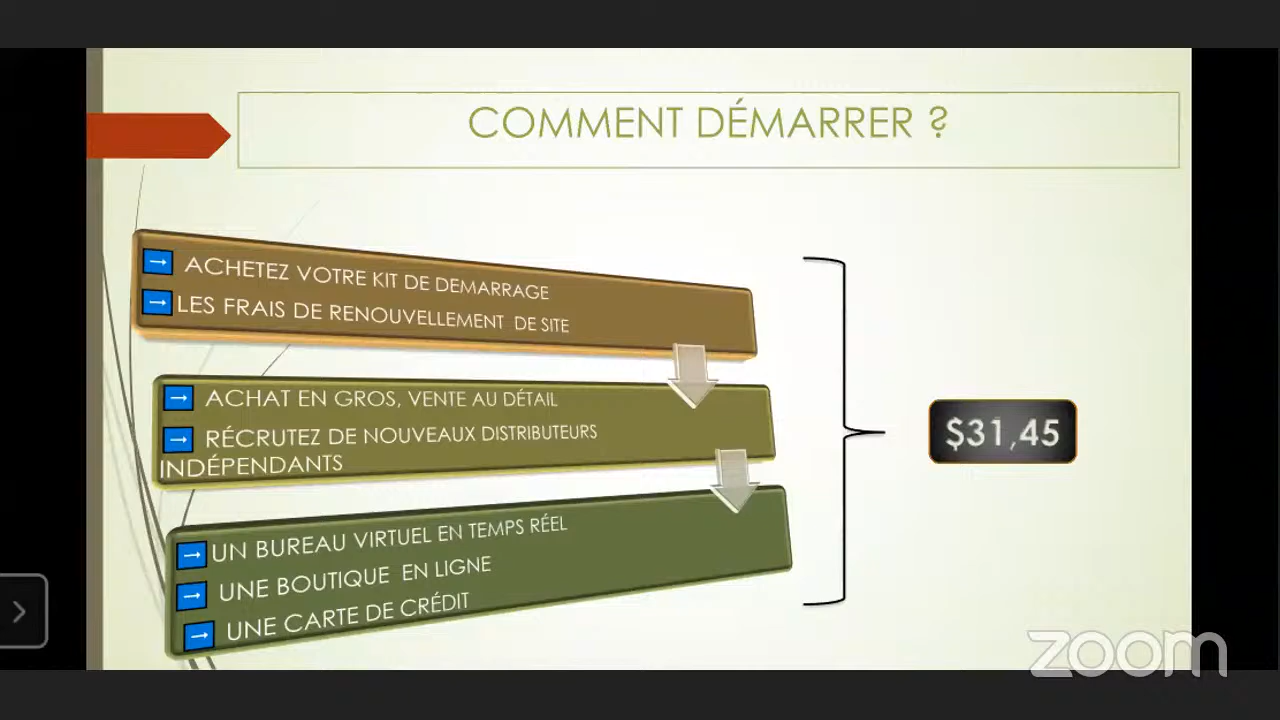 COMMENT DÉMARRER ?
→ ACHETEZ VOTRE KIT DE DEMARRAGE
→ LES FRAIS DE RENOUVELLEMENT DE SITE
→ ACHAT EN GROS, VENTE AU DÉTAIL
→ RÉCRUTEZ DE NOUVEAUX DISTRIBUTEURS
INDÉPENDANTS
→ UN BUREAU VIRTUEL EN TEMPS RÉEL
→ UNE BOUTIQUE EN LIGNE
→ UNE CARTE DE CRÉDIT
$31,45
zoom